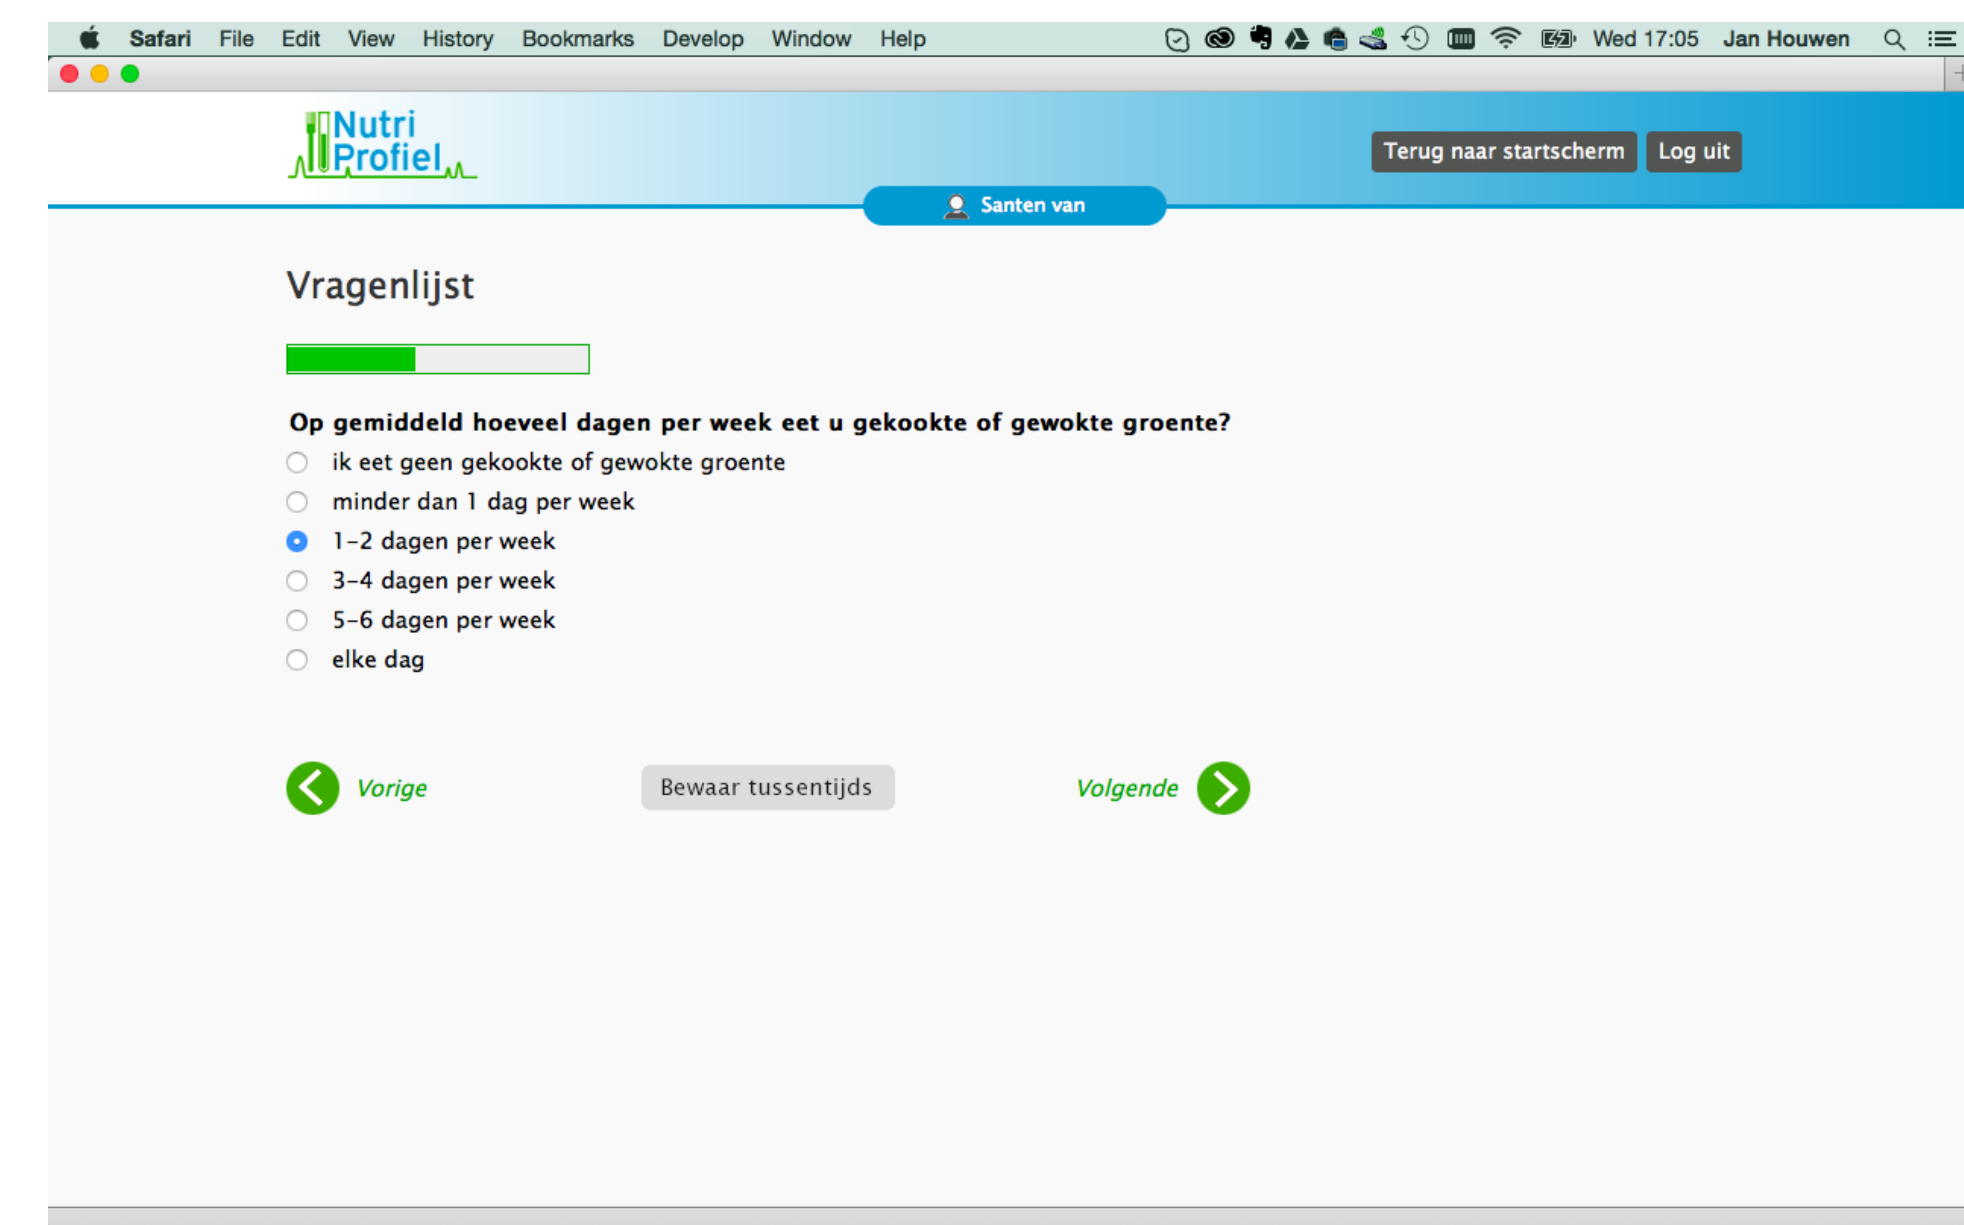 Safari File Edit View History Bookmarks Develop Window Help Wed 17:05 Jan Houwen
Nutri
Profiel
Terug naar startscherm Log uit
Santen van
Vragenlijst
Op gemiddeld hoeveel dagen per week eet u gekookte of gewokte groente?
ik eet geen gekookte of gewokte groente
minder dan 1 dag per week
1-2 dagen per week
3-4 dagen per week
5-6 dagen per week
elke dag
Vorige Bewaar tussentijds Volgende